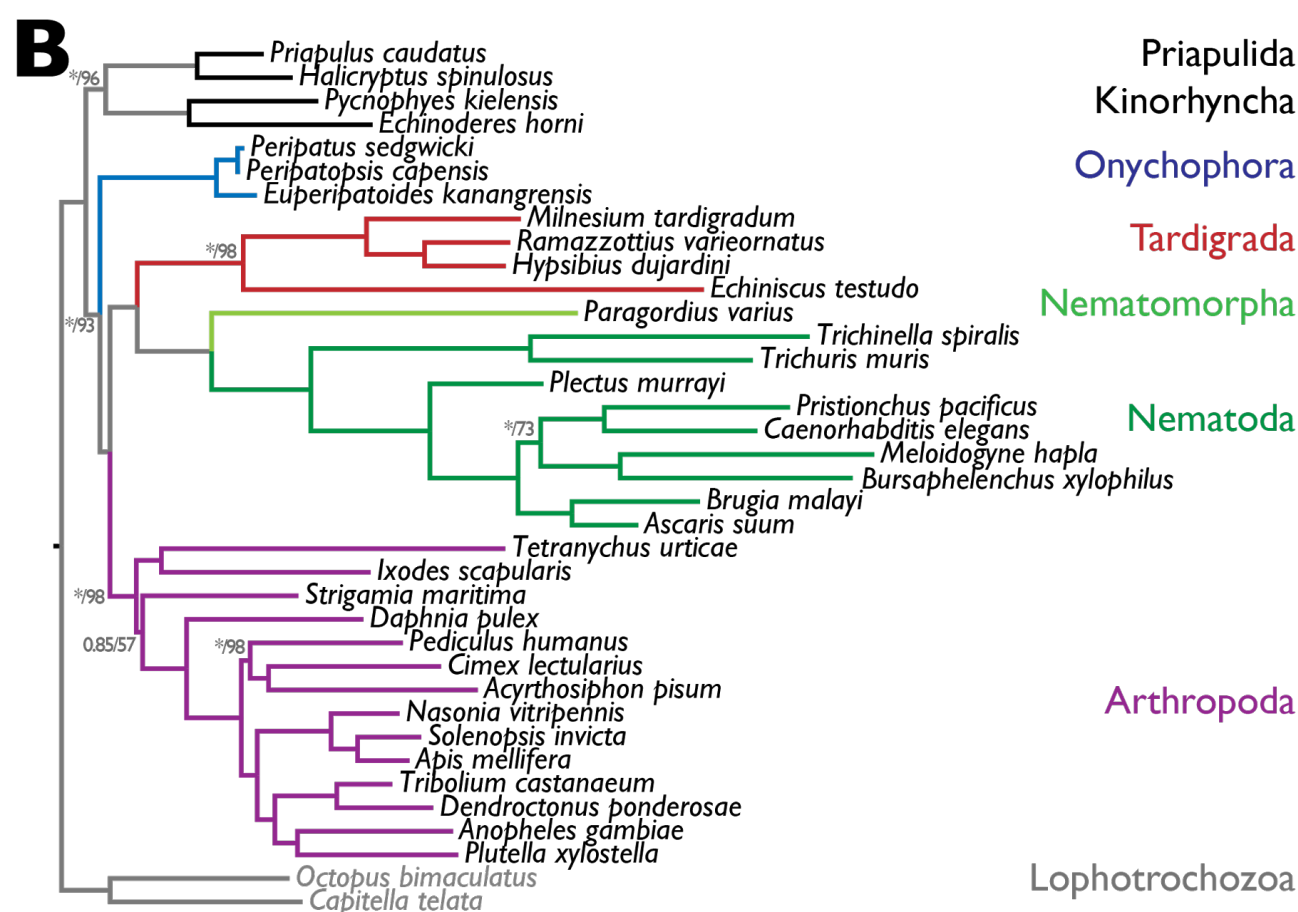 B
Priapulus caudatus
Priapulida
*/96
Halicryptus spinulosus
Pycnophyes kielensis
Kinorhyncha
Echinoderes horni
Peripatus sedgwicki
Onychophora
Peripatopsis capensis
Euperipatoides kanangrensis
Milnesium tardigradum
Tardigrada
*/98
Ramazzottius varieornatus
Hypsibius dujardini
Echiniscus testudo
Nematomorpha
Paragordius varius
*/93
Trichinella spiralis
Trichuris muris
Plectus murrayi
Pristionchus pacificus
Nematoda
*/73
Caenorhabditis elegans
Meloidogyne hapla
Bursaphelenchus xylophilus
Brugia malayi
Ascaris suum
Tetranychus urticae
Ixodes scapularis
*/98
Strigamia maritima
Daphnia pulex
0.85/57
*/98
Pediculus humanus
Cimex lectularius
Acyrthosiphon pisum
Arthropoda
Nasonia vitripennis
Solenopsis invicta
Apis mellifera
Tribolium castanaeum
Dendroctonus ponderosae
Anopheles gambiae
Plutella xylostella
Octopus bimaculatus
Lophotrochozoa
Capitella telata